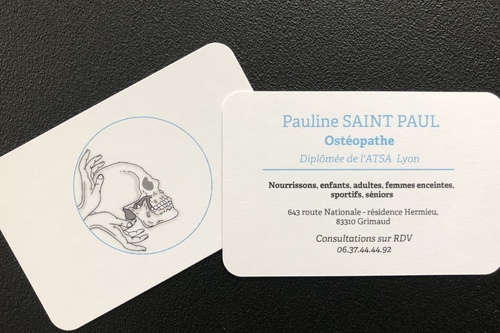 Pauline SAINT PAUL
Ostéopathe
Diplômée de l'ATSA Lyon
Nourrissons, enfants, adultes, femmes enceintes,
sportifs, séniors
643 route Nationale - résidence Hermieu,
83310 Grimaud
Consultations sur RDV
06.37.44.44.92